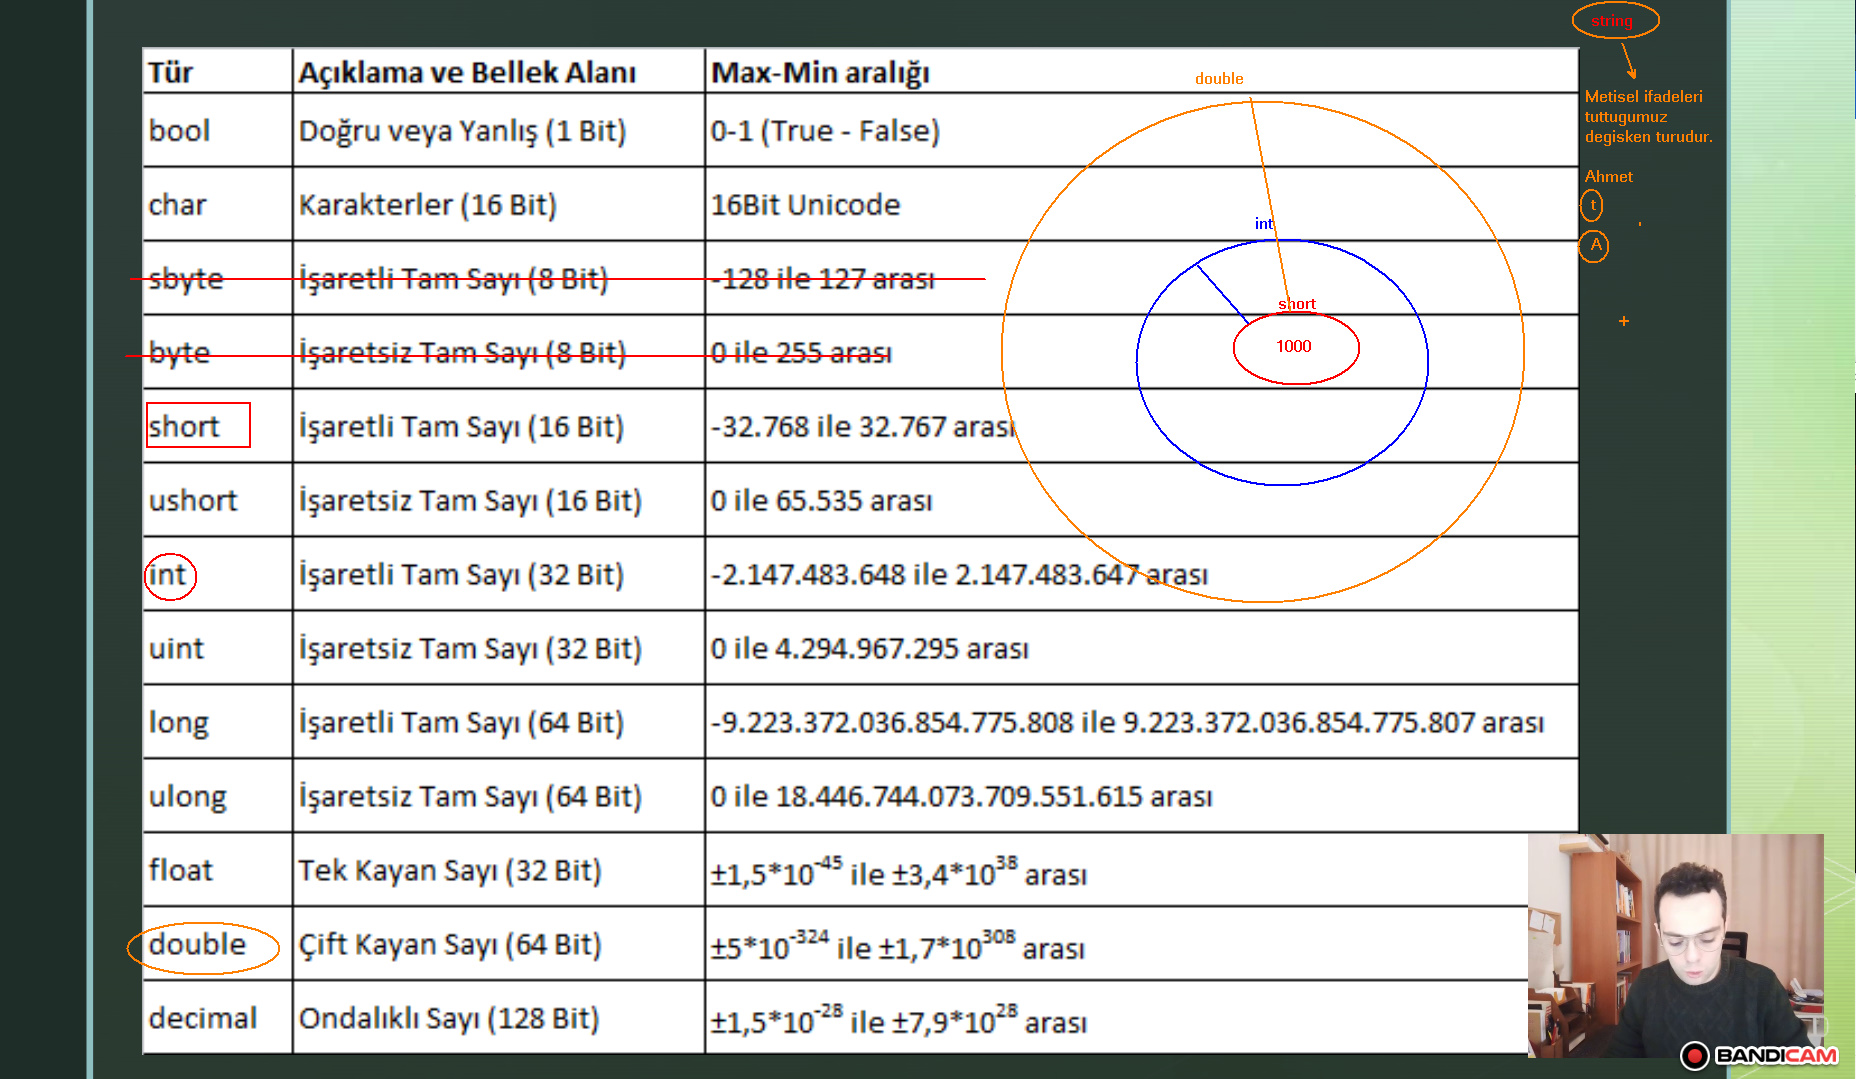 string
Tür Açıklama ve Bellek Alanı Max-Min aralığı
bool Doğru veya Yanlış (1 Bit) 0-1 (True - False)
char Karakterler (16 Bit) 16Bit Unicode
sbyte İşaretli Tam Sayı (8 Bit) -128 ile 127 arası
byte İşaretsiz Tam Sayı (8 Bit) 0 ile 255 arası
short İşaretli Tam Sayı (16 Bit) -32.768 ile 32.767 arası
ushort İşaretsiz Tam Sayı (16 Bit) 0 ile 65.535 arası
int İşaretli Tam Sayı (32 Bit) -2.147.483.648 ile 2.147.483.647 arası
uint İşaretsiz Tam Sayı (32 Bit) 0 ile 4.294.967.295 arası
long İşaretli Tam Sayı (64 Bit) -9.223.372.036.854.775.808 ile 9.223.372.036.854.775.807 arası
ulong İşaretsiz Tam Sayı (64 Bit) 0 ile 18.446.744.073.709.551.615 arası
float Tek Kayan Sayı (32 Bit) ±1,5*10^-45 ile ±3,4*10^38 arası
double Çift Kayan Sayı (64 Bit) ±5*10^-324 ile ±1,7*10^308 arası
decimal Ondalıklı Sayı (128 Bit) ±1,5*10^-28 ile ±7,9*10^28 arası
double
int
short
1000
Metisel ifadeleri
tuttugumuz
degisken turudur.
Ahmet
t
A
BANDICAM